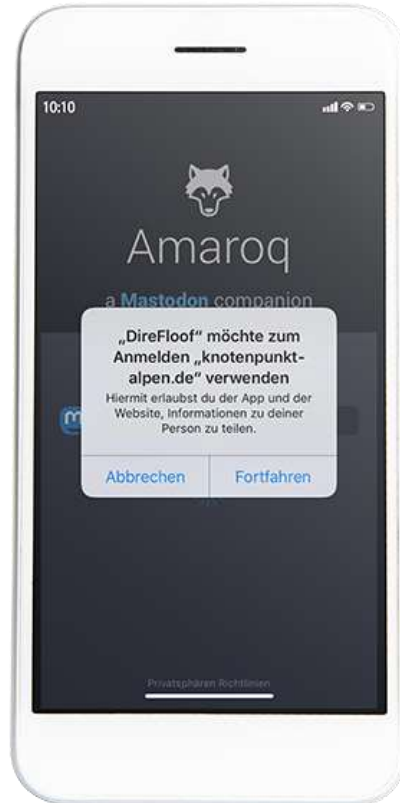 10:10
Amaroq
a Mastodon companion
„DireFloof“ möchte zum
Anmelden „knotenpunkt-
alpen.de“ verwenden
Hiermit erlaubst du der App und der
Website, Informationen zu deiner
Person zu teilen.
Abbrechen Fortfahren
Privatsphären Richtlinien